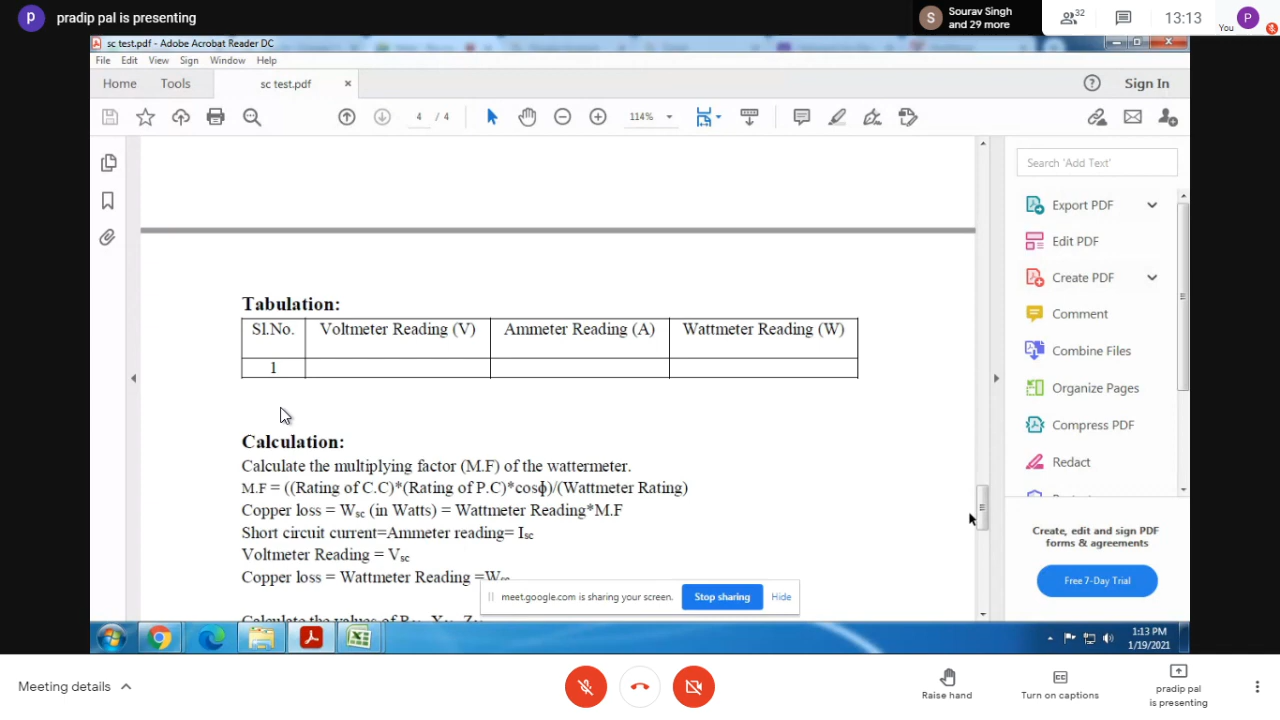 p pradip pal is presenting
S Sourav Singh
and 29 more
32
13:13
You P
sc test.pdf - Adobe Acrobat Reader DC
File Edit View Sign Window Help
Home Tools sc test.pdf × ? Sign In
4 / 4 114%
Search 'Add Text'
Export PDF
Edit PDF
Create PDF
Comment
Combine Files
Organize Pages
Compress PDF
Redact
Create, edit and sign PDF
forms & agreements
Free 7-Day Trial
Tabulation:
Sl.No. Voltmeter Reading (V) Ammeter Reading (A) Wattmeter Reading (W)
1
Calculation:
Calculate the multiplying factor (M.F) of the wattermeter.
M.F = ((Rating of C.C)*(Rating of P.C)*cosϕ)/(Wattmeter Rating)
Copper loss = Wsc (in Watts) = Wattmeter Reading*M.F
Short circuit current=Ammeter reading= Isc
Voltmeter Reading = Vsc
Copper loss = Wattmeter Reading =Wsc
Calculate the values of
meet.google.com is sharing your screen. Stop sharing Hide
1:13 PM
1/19/2021
Meeting details
Raise hand
CC
Turn on captions
pradip pal
is presenting